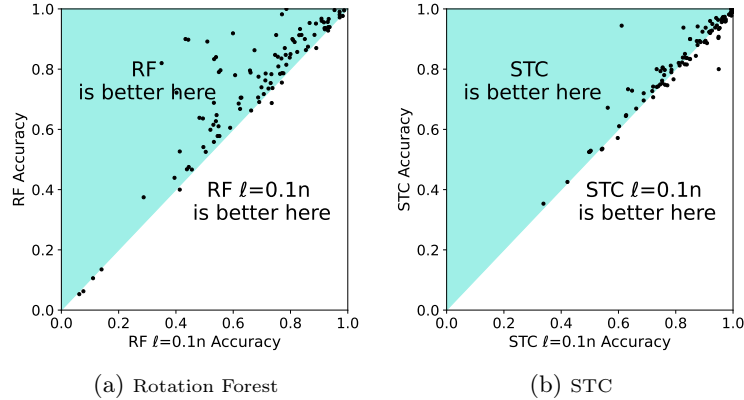 1.0
0.8
0.6
0.4
0.2
0.0
RF Accuracy
RF
is better here
RF ℓ=0.1n
is better here
0.0 0.2 0.4 0.6 0.8 1.0
RF ℓ=0.1n Accuracy
(a) Rotation Forest
1.0
0.8
0.6
0.4
0.2
0.0
STC Accuracy
STC
is better here
STC ℓ=0.1n
is better here
0.0 0.2 0.4 0.6 0.8 1.0
STC ℓ=0.1n Accuracy
(b) STC